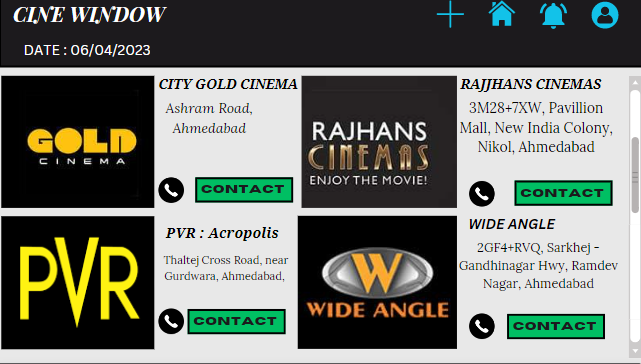 CINE WINDOW
DATE : 06/04/2023
GOLD
CINEMA
CITY GOLD CINEMA
Ashram Road,
Ahmedabad
CONTACT
RAJHANS
CINEMAS
ENJOY THE MOVIE!
RAJJHANS CINEMAS
3M28+7XW, Pavillion
Mall, New India Colony,
Nikol, Ahmedabad
CONTACT
PVR
PVR : Acropolis
Thaltej Cross Road, near
Gurdwara, Ahmedabad,
CONTACT
W
WIDE ANGLE
WIDE ANGLE
2GF4+RVQ, Sarkhej -
Gandhinagar Hwy, Ramdev
Nagar, Ahmedabad
CONTACT